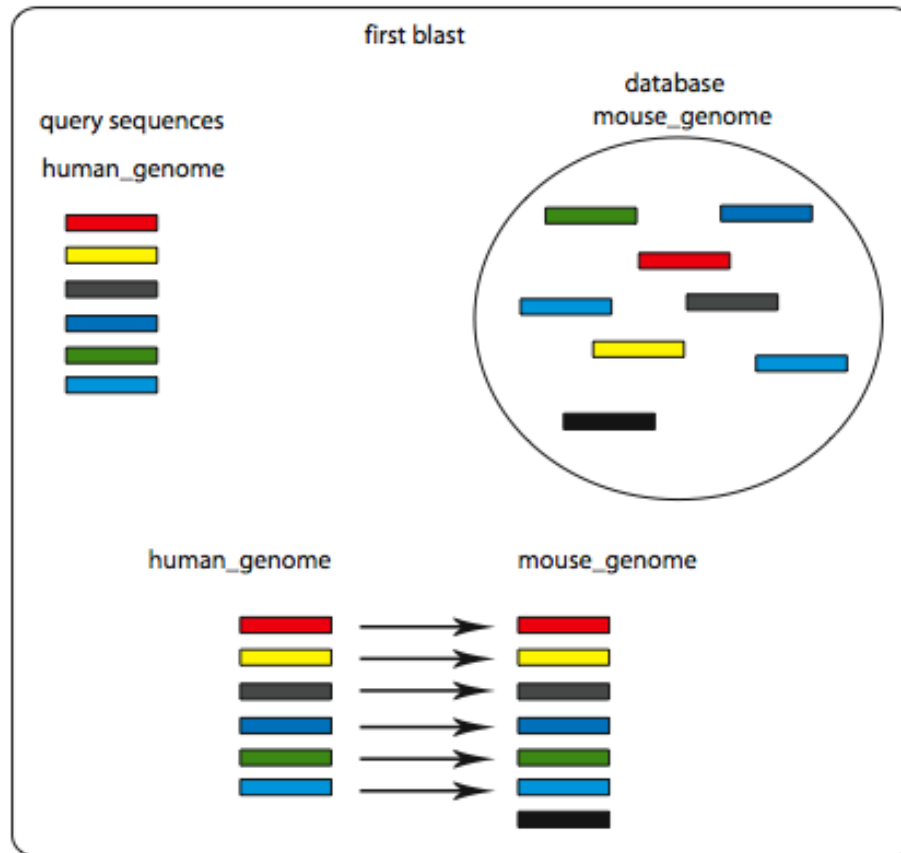 first blast
query sequences
human_genome
database
mouse_genome
human_genome
mouse_genome